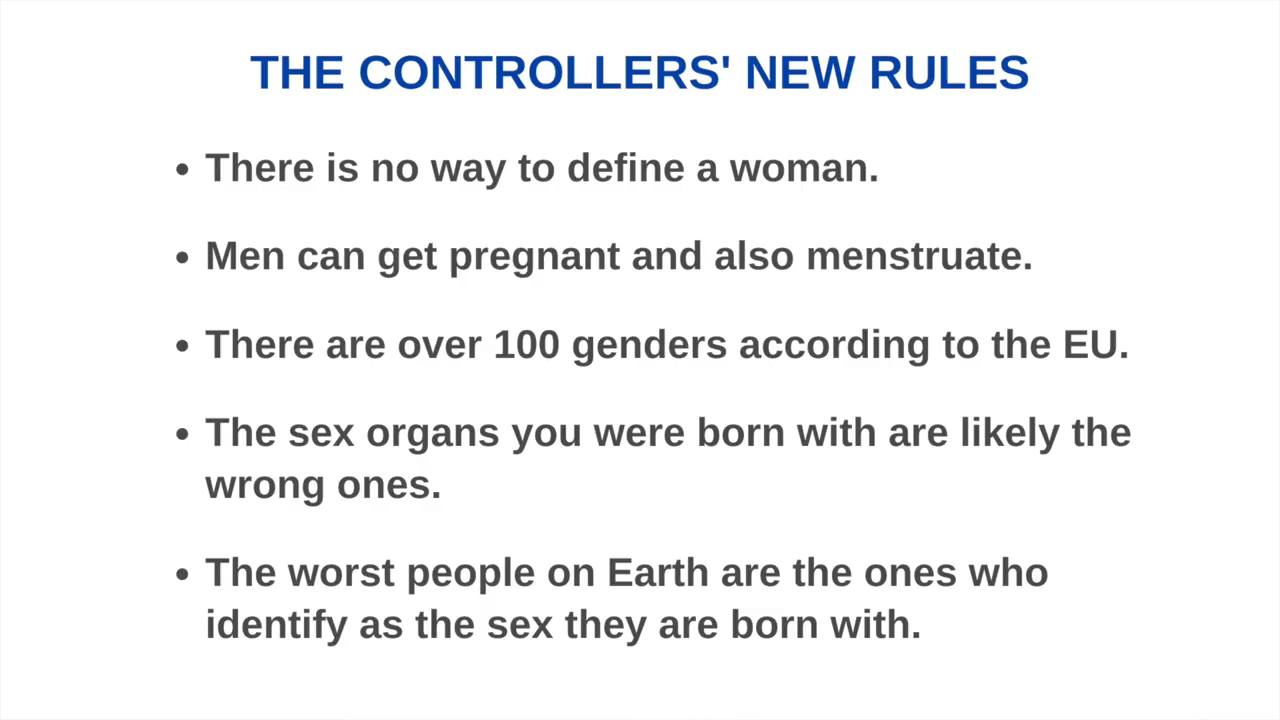 THE CONTROLLERS' NEW RULES
• There is no way to define a woman.
• Men can get pregnant and also menstruate.
• There are over 100 genders according to the EU.
• The sex organs you were born with are likely the
wrong ones.
• The worst people on Earth are the ones who
identify as the sex they are born with.